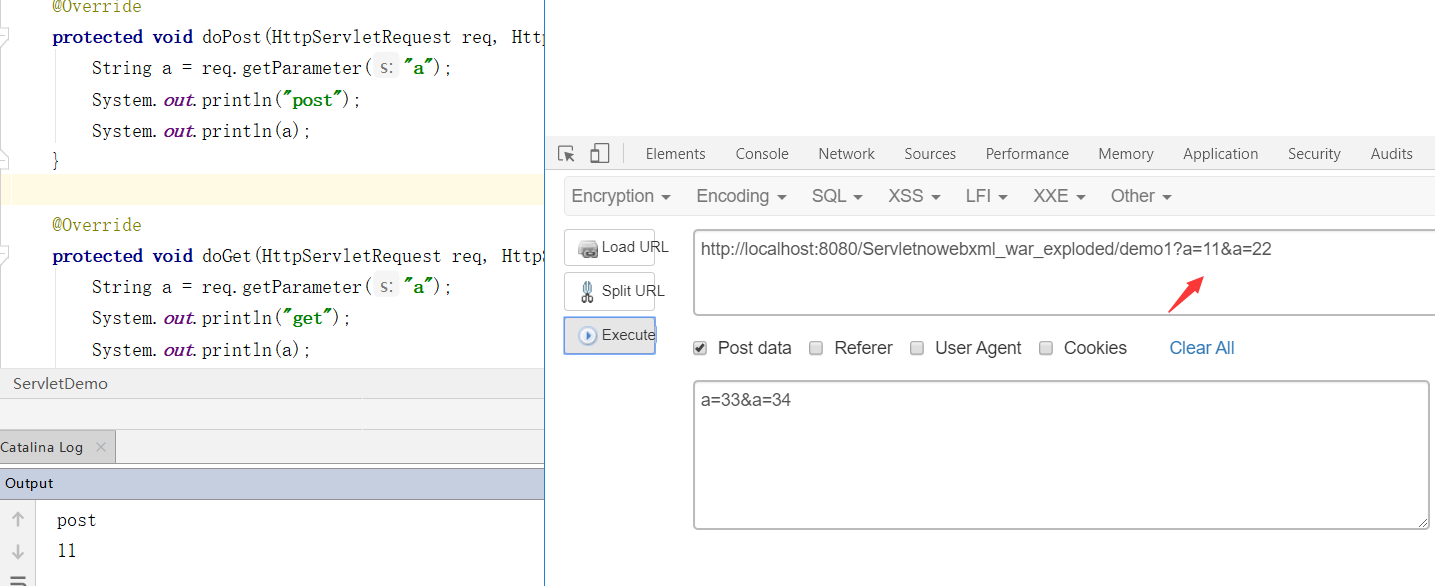 @Override
protected void doPost(HttpServletRequest req, Htt
String a = req.getParameter( s: "a");
System.out.println("post");
System.out.println(a);
}
@Override
protected void doGet(HttpServletRequest req, HttpS
String a = req.getParameter( s: "a");
System.out.println("get");
System.out.println(a);
ServletDemo
Catalina Log ×
Output
post
11
Elements Console Network Sources Performance Memory Application Security Audits
Encryption Encoding SQL XSS LFI XXE Other
Load URL
Split URL
Execute
http://localhost:8080/Servletnowebxml_war_exploded/demo1?a=11&a=22
Post data Referer User Agent Cookies Clear All
a=33&a=34